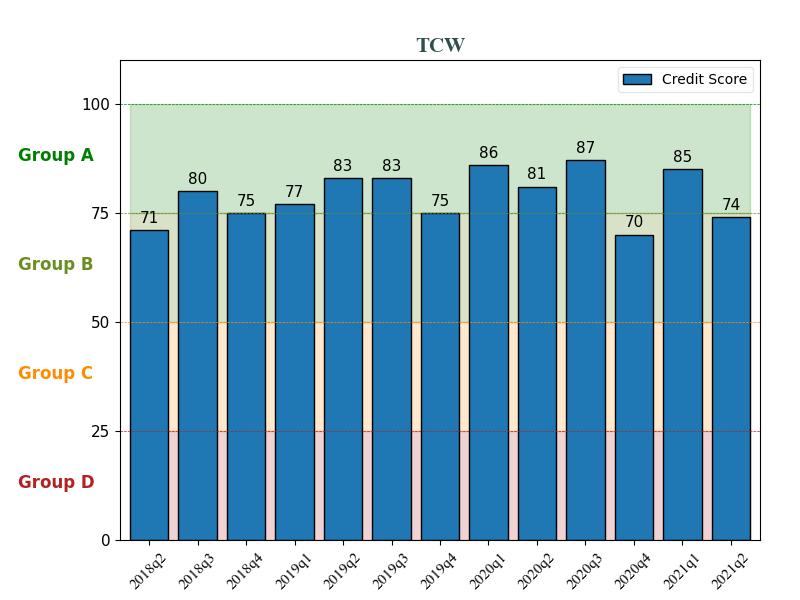 TCW
Credit Score
100
Group A
86
87
85
83
83
81
80
77
75
75
74
71
70
75
Group B
50
Group C
25
Group D
0
2018q2
2018q3
2018q4
2019q1
2019q2
2019q3
2019q4
2020q1
2020q2
2020q3
2020q4
2021q1
2021q2